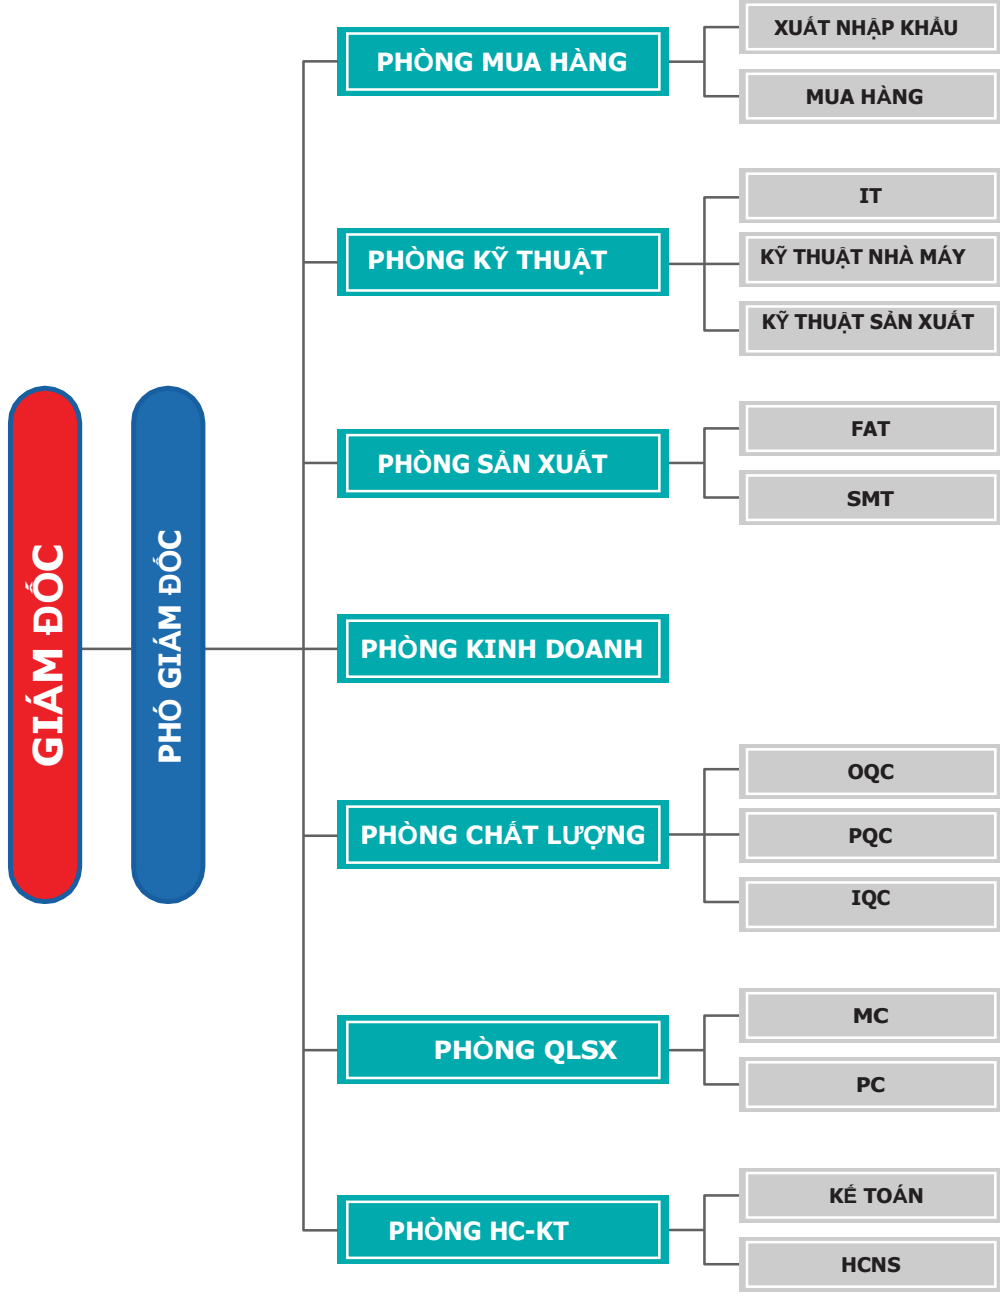 GIÁM ĐỐC
PHÓ GIÁM ĐỐC
PHÒNG MUA HÀNG
XUẤT NHẬP KHẨU
MUA HÀNG
PHÒNG KỸ THUẬT
IT
KỸ THUẬT NHÀ MÁY
KỸ THUẬT SẢN XUẤT
PHÒNG SẢN XUẤT
FAT
SMT
PHÒNG KINH DOANH
PHÒNG CHẤT LƯỢNG
OQC
PQC
IQC
PHÒNG QLSX
MC
PC
PHÒNG HC-KT
KẾ TOÁN
HCNS